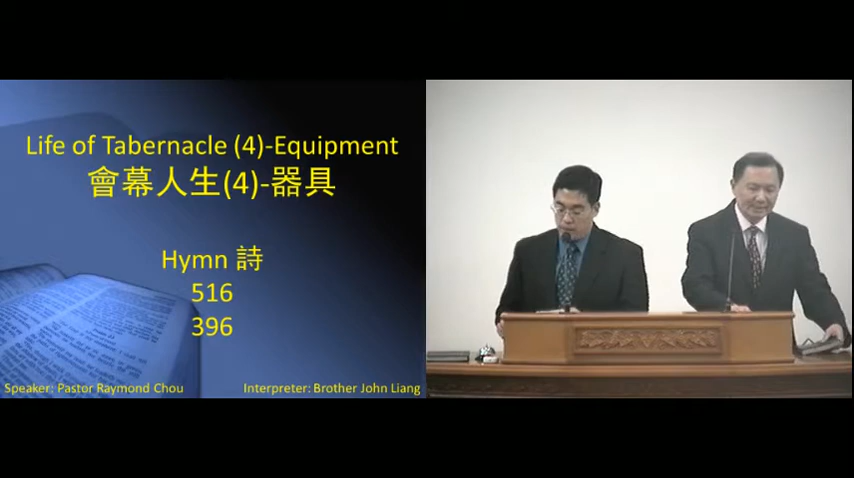 Life of Tabernacle (4)-Equipment
會幕人生(4)-器具
Hymn 詩
516
396
Speaker: Pastor Raymond Chou
Interpreter: Brother John Liang